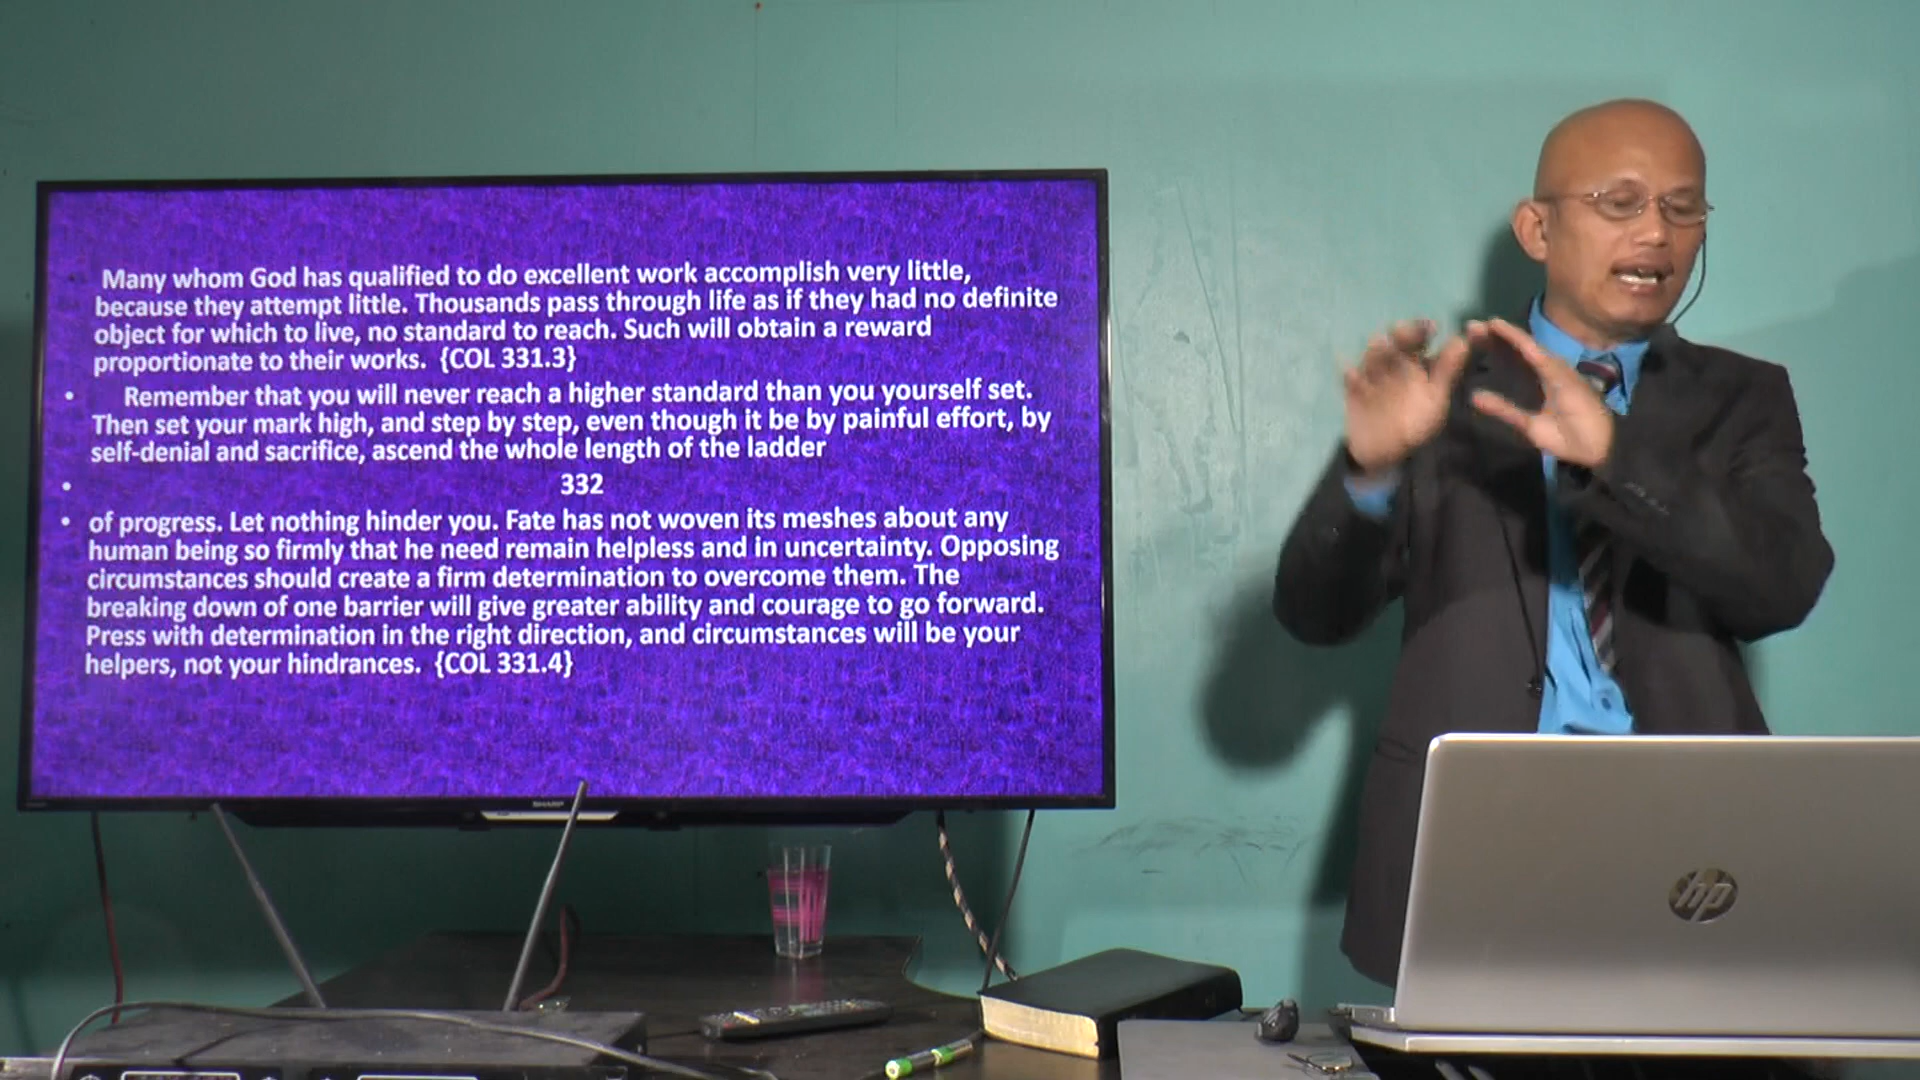 Many whom God has qualified to do excellent work accomplish very little,
because they attempt little. Thousands pass through life as if they had no definite
object for which to live, no standard to reach. Such will obtain a reward
proportionate to their works. {COL 331.3}
• Remember that you will never reach a higher standard than you yourself set.
Then set your mark high, and step by step, even though it be by painful effort, by
self-denial and sacrifice, ascend the whole length of the ladder
• 332
• of progress. Let nothing hinder you. Fate has not woven its meshes about any
human being so firmly that he need remain helpless and in uncertainty. Opposing
circumstances should create a firm determination to overcome them. The
breaking down of one barrier will give greater ability and courage to go forward.
Press with determination in the right direction, and circumstances will be your
helpers, not your hindrances. {COL 331.4}
SHARP
hp